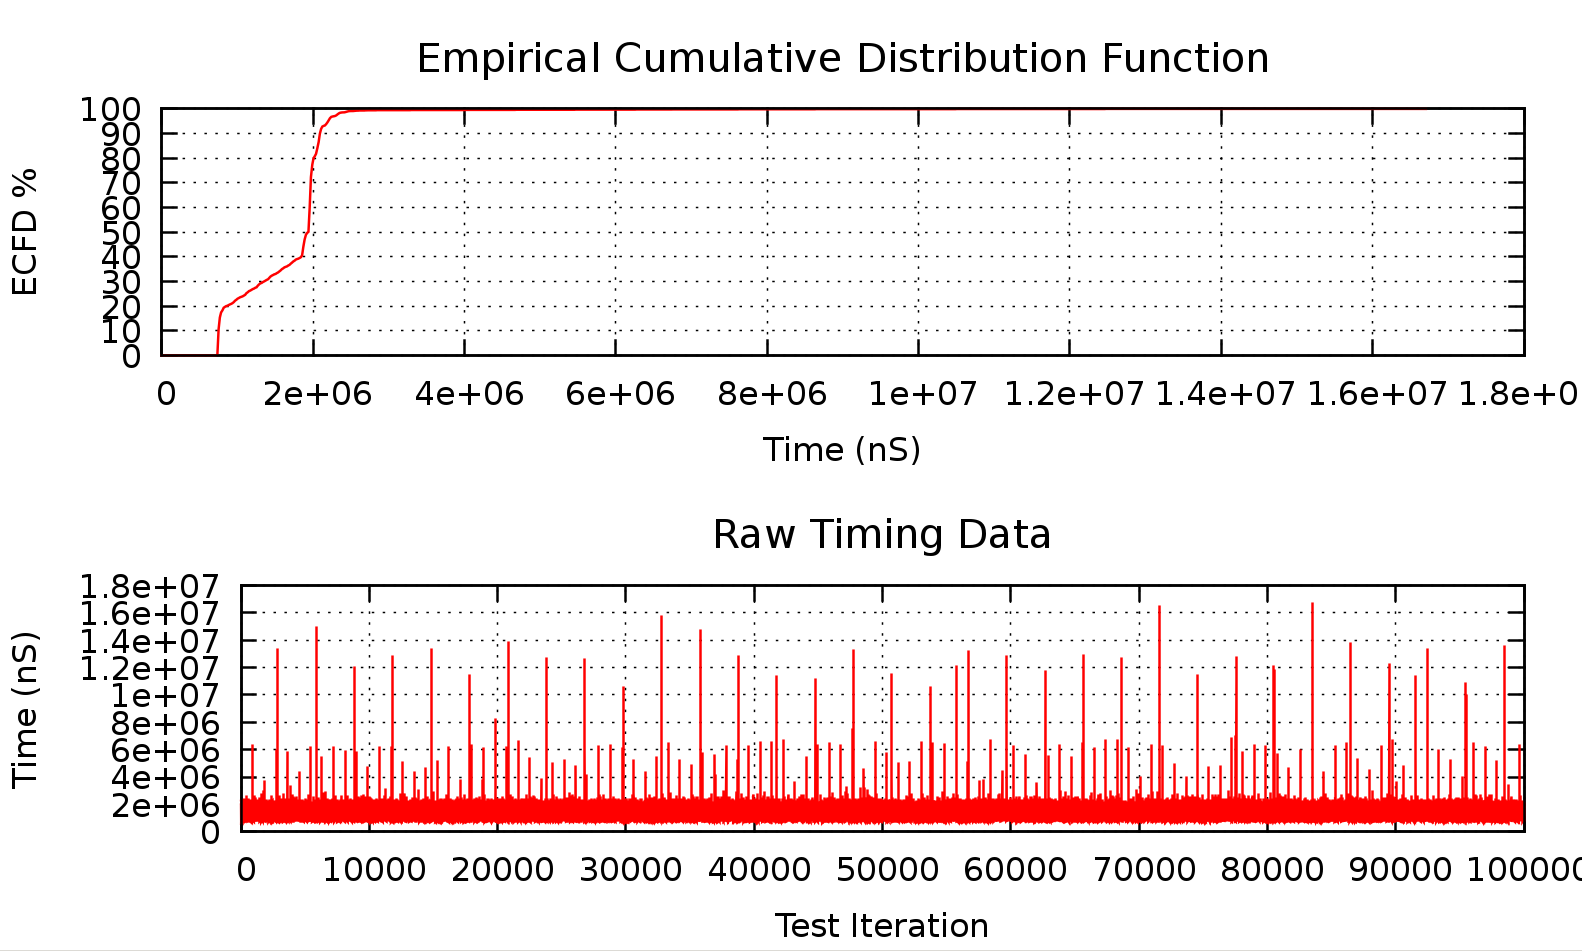 Empirical Cumulative Distribution Function
ECFD %
100
90
80
70
60
50
40
30
20
10
0
0 2e+06 4e+06 6e+06 8e+06 1e+07 1.2e+07 1.4e+07 1.6e+07 1.8e+0
Time (nS)
Raw Timing Data
Time (nS)
1.8e+07
1.6e+07
1.4e+07
1.2e+07
1e+07
8e+06
6e+06
4e+06
2e+06
0
0 10000 20000 30000 40000 50000 60000 70000 80000 90000 100000
Test Iteration